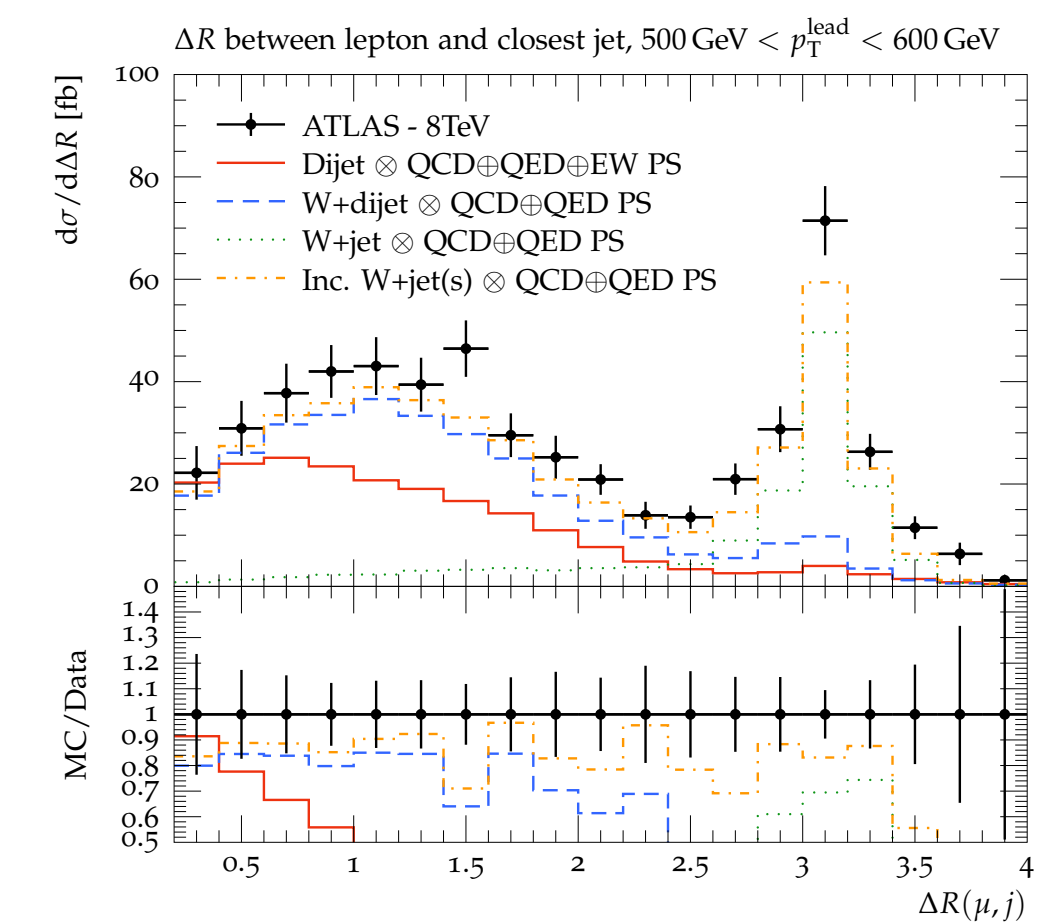 ΔR between lepton and closest jet, 500 GeV < p_T^lead < 600 GeV
dσ/dΔR [fb]
100
80
60
40
20
0
ATLAS - 8TeV
Dijet ⊗ QCD⊕QED⊕EW PS
W+dijet ⊗ QCD⊕QED PS
W+jet ⊗ QCD⊕QED PS
Inc. W+jet(s) ⊗ QCD⊕QED PS
MC/Data
1.4
1.3
1.2
1.1
1
0.9
0.8
0.7
0.6
0.5
0.5 1 1.5 2 2.5 3 3.5 4
ΔR(μ, j)